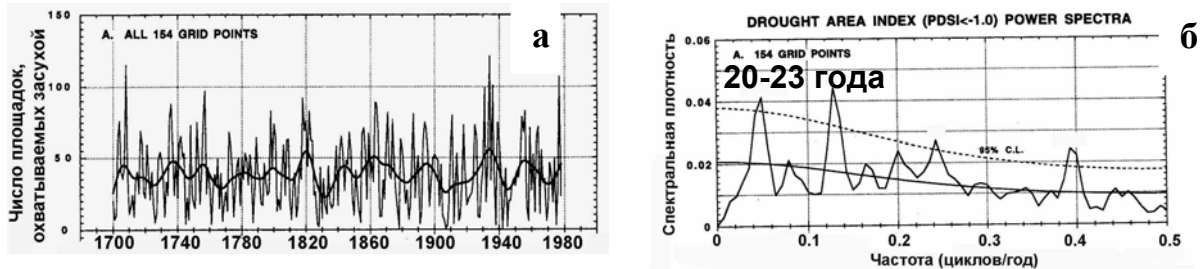 Число площадок,
охватываемых засухой
A. ALL 154 GRID POINTS
а
150
100
50
0
1700 1740 1780 1820 1860 1900 1940 1980
DROUGHT AREA INDEX (PDSI<-1.0) POWER SPECTRA
б
Спектральная плотность
A. 154 GRID POINTS
20-23 года
95% C.L.
0.06
0.04
0.02
0
0 0.1 0.2 0.3 0.4 0.5
Частота (циклов/год)